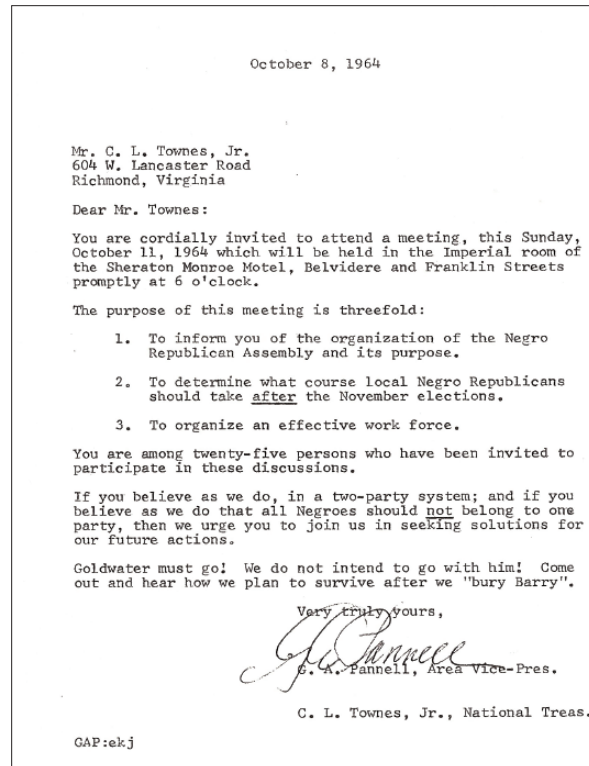 October 8, 1964
Mr. C. L. Townes, Jr.
604 W. Lancaster Road
Richmond, Virginia
Dear Mr. Townes:
You are cordially invited to attend a meeting, this Sunday,
October 11, 1964 which will be held in the Imperial room of
the Sheraton Monroe Motel, Belvidere and Franklin Streets
promptly at 6 o'clock.
The purpose of this meeting is threefold:
1. To inform you of the organization of the Negro
Republican Assembly and its purpose.
2. To determine what course local Negro Republicans
should take after the November elections.
3. To organize an effective work force.
You are among twenty-five persons who have been invited to
participate in these discussions.
If you believe as we do, in a two-party system; and if you
believe as we do that all Negroes should not belong to one
party, then we urge you to join us in seeking solutions for
our future actions.
Goldwater must go! We do not intend to go with him! Come
out and hear how we plan to survive after we "bury Barry".
Very truly yours,
G A Pannell
G. A. Pannell, Area Vice-Pres.
C. L. Townes, Jr., National Treas.
GAP:ekj